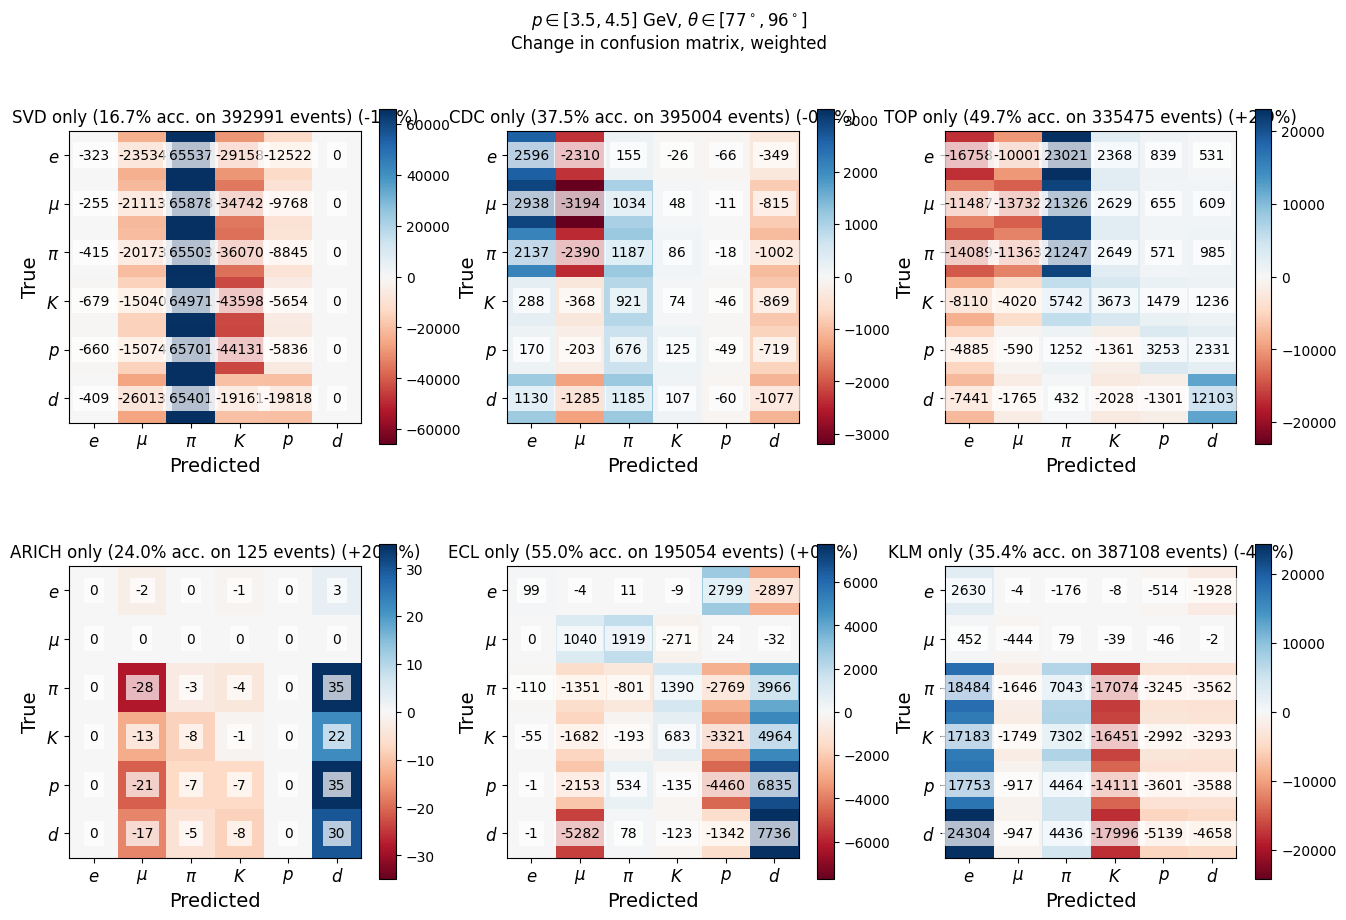 p ∈ [3.5, 4.5] GeV, θ ∈ [77°, 96°]
Change in confusion matrix, weighted
SVD only (16.7% acc. on 392991 events)
e -323 -23534 65537 -29158 -12522 0
μ -255 -21113 65878 -34742 -9768 0
π -415 -20173 65503 -36070 -8845 0
K -679 -15040 64971 -43598 -5654 0
p -660 -15074 65701 -44131 -5836 0
d -409 -26013 65401 -19161 -19818 0
e μ π K p d
Predicted
True
60000
40000
20000
0
−20000
−40000
−60000
CDC only (37.5% acc. on 395004 events)
e 2596 -2310 155 -26 -66 -349
μ 2938 -3194 1034 48 -11 -815
π 2137 -2390 1187 86 -18 -1002
K 288 -368 921 74 -46 -869
p 170 -203 676 125 -49 -719
d 1130 -1285 1185 107 -60 -1077
e μ π K p d
Predicted
True
3000
2000
1000
0
−1000
−2000
−3000
TOP only (49.7% acc. on 335475 events)
e -16758 -10001 23021 2368 839 531
μ -11487 -13732 21326 2629 655 609
π -14089 -11363 21247 2649 571 985
K -8110 -4020 5742 3673 1479 1236
p -4885 -590 1252 -1361 3253 2331
d -7441 -1765 432 -2028 -1301 12103
e μ π K p d
Predicted
True
20000
10000
0
−10000
−20000
ARICH only (24.0% acc. on 125 events)
e 0 -2 0 -1 0 3
μ 0 0 0 0 0 0
π 0 -28 -3 -4 0 35
K 0 -13 -8 -1 0 22
p 0 -21 -7 -7 0 35
d 0 -17 -5 -8 0 30
e μ π K p d
Predicted
True
30
20
10
0
−10
−20
−30
ECL only (55.0% acc. on 195054 events)
e 99 -4 11 -9 2799 -2897
μ 0 1040 1919 -271 24 -32
π -110 -1351 -801 1390 -2769 3966
K -55 -1682 -193 683 -3321 4964
p -1 -2153 534 -135 -4460 6835
d -1 -5282 78 -123 -1342 7736
e μ π K p d
Predicted
True
6000
4000
2000
0
−2000
−4000
−6000
KLM only (35.4% acc. on 387108 events)
e 2630 -4 -176 -8 -514 -1928
μ 452 -444 79 -39 -46 -2
π 18484 -1646 7043 -17074 -3245 -3562
K 17183 -1749 7302 -16451 -2992 -3293
p 17753 -917 4464 -14111 -3601 -3588
d 24304 -947 4436 -17996 -5139 -4658
e μ π K p d
Predicted
True
20000
10000
0
−10000
−20000